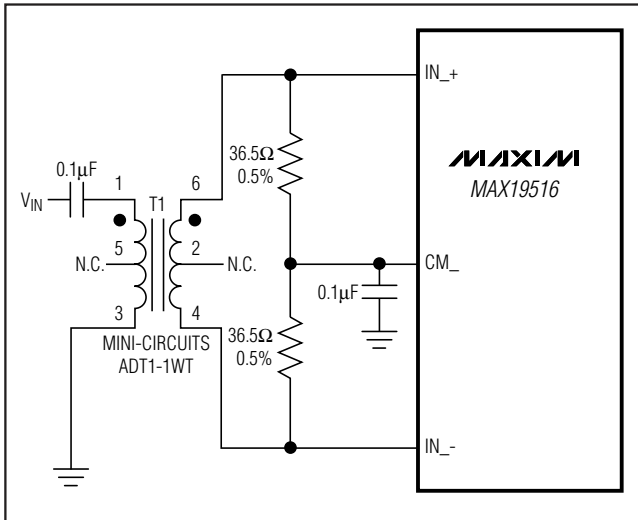 IN_+
36.5Ω
0.5%
MAXIM
MAX19516
0.1μF
1
6
T1
VIN
5
2
N.C.
N.C.
CM_
0.1μF
3
4
MINI-CIRCUITS
ADT1-1WT
36.5Ω
0.5%
IN_-